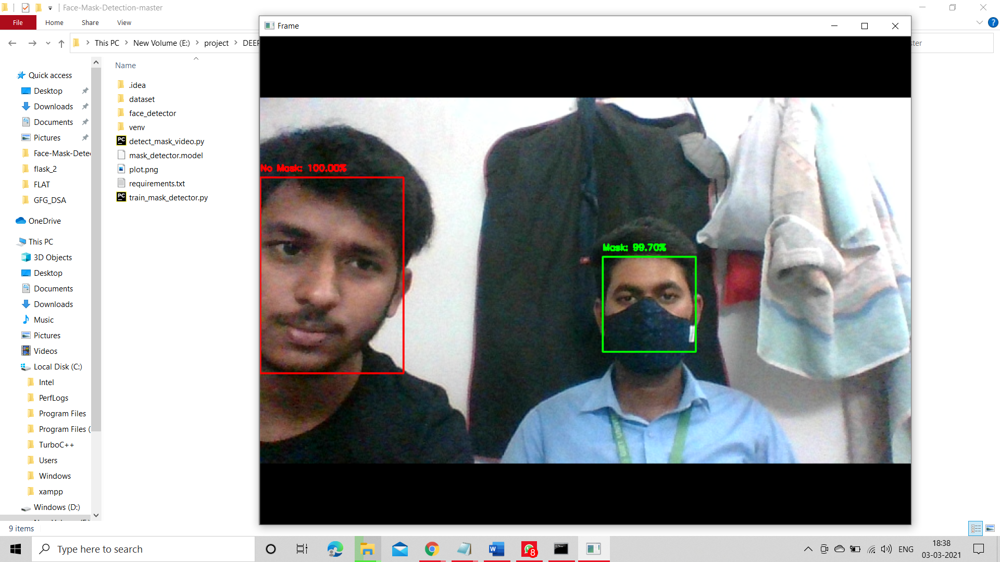 Face-Mask-Detection-master
File Home Share View
?
This PC New Volume (E:) project
ster
Frame
Name
Quick access
Desktop
Downloads
Documents
Pictures
Face-Mask-Dete
flask_2
FLAT
GFG_DSA
OneDrive
This PC
3D Objects
Desktop
Documents
Downloads
Music
Pictures
Videos
Local Disk (C:)
Intel
PerfLogs
Program Files
Program Files (
TurboC++
Users
Windows
xampp
Windows (D:)
.idea
dataset
face_detector
venv
PC detect_mask_video.py
mask_detector.model
plot.png
requirements.txt
PC train_mask_detector.py
No Mask: 100.00%
Mask: 99.70%
9 items
Type here to search
W
8
ENG
18:38
03-03-2021